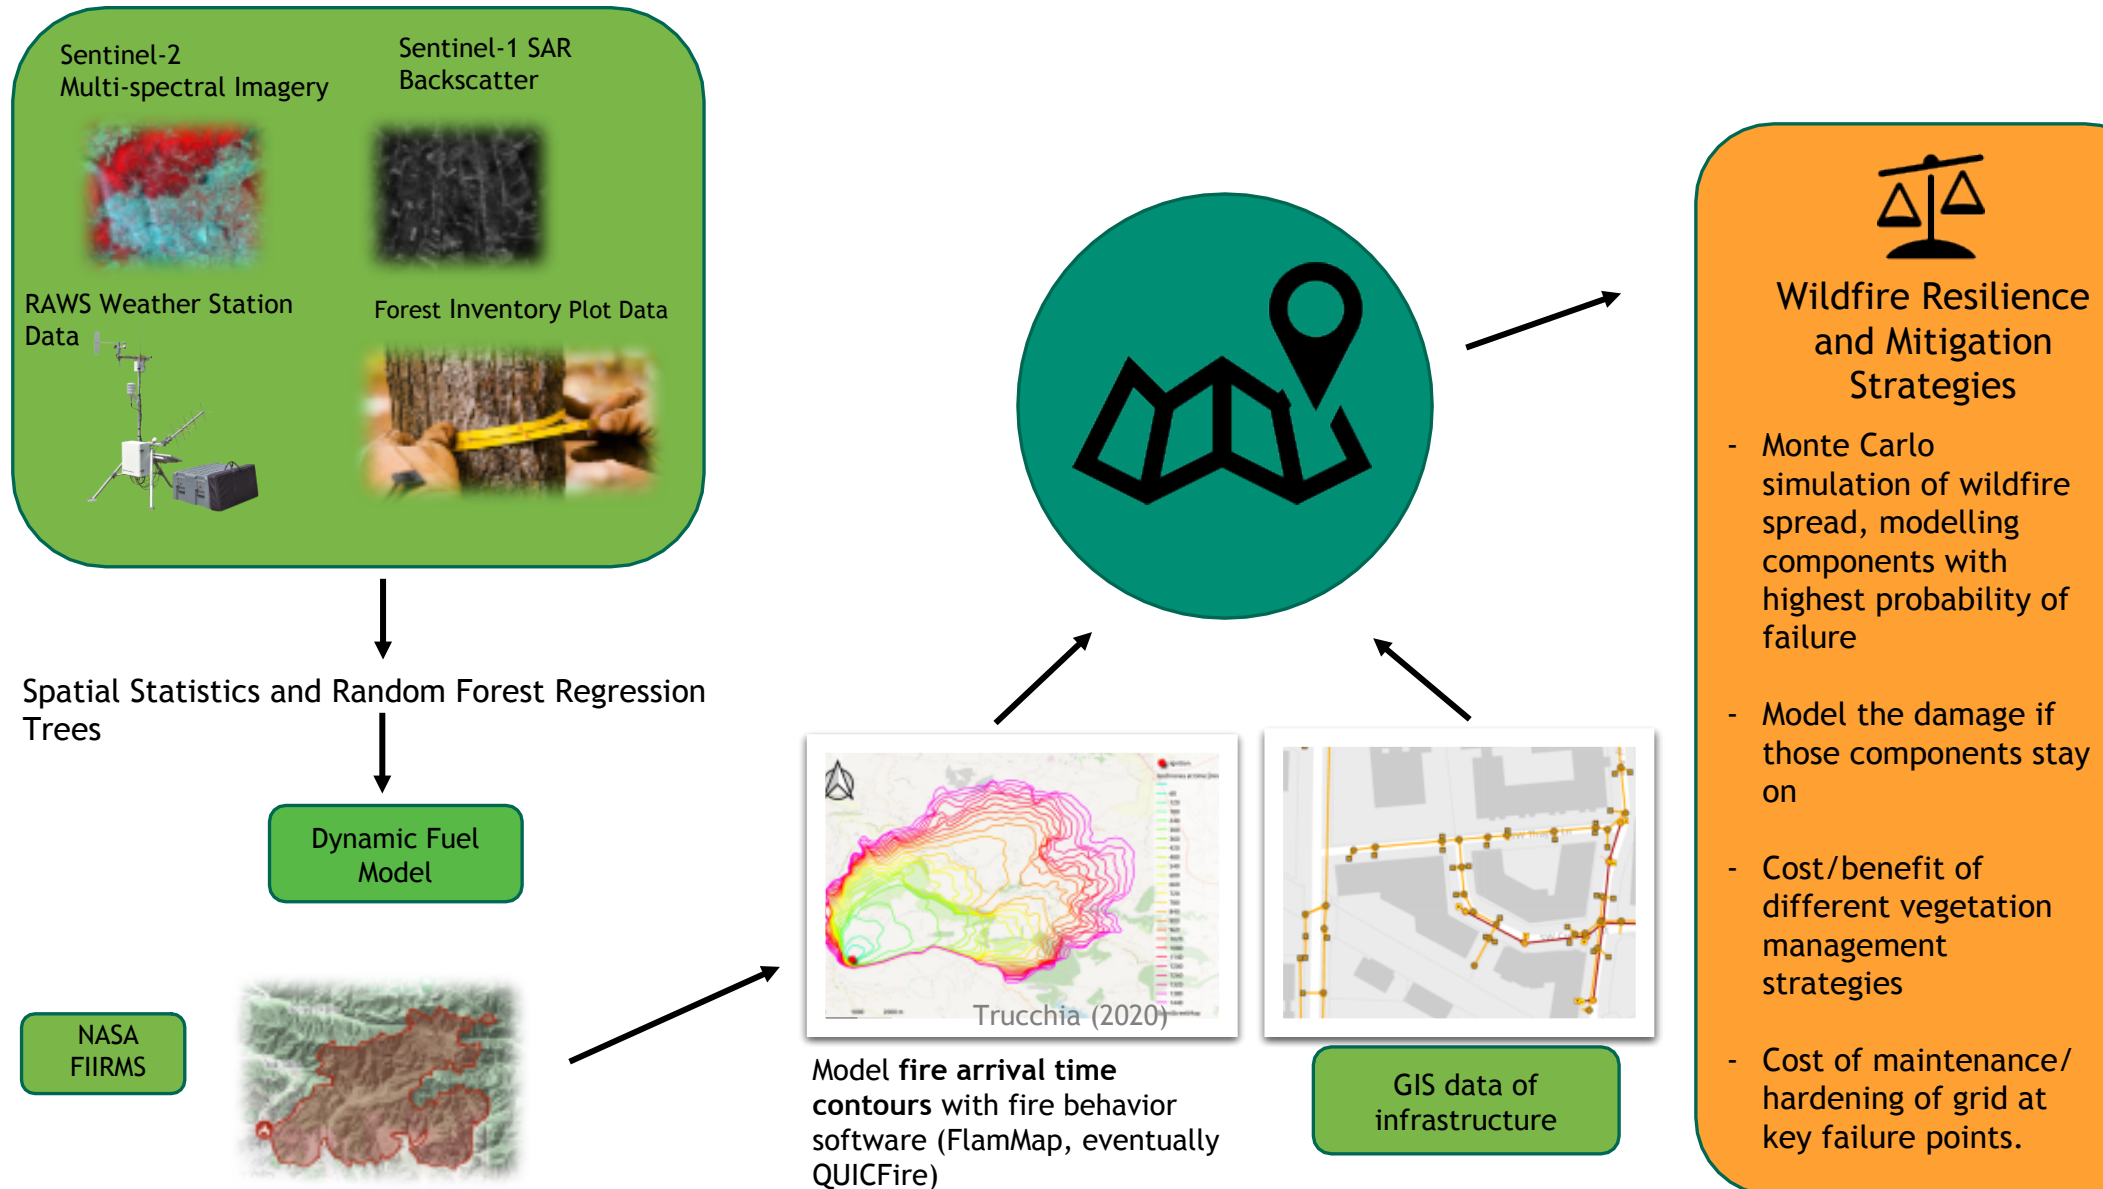 Sentinel-2
Multi-spectral Imagery
Sentinel-1 SAR
Backscatter
RAWS Weather Station
Data
Forest Inventory Plot Data
Spatial Statistics and Random Forest Regression
Trees
Dynamic Fuel
Model
NASA
FIIRMS
Trucchia (2020)
Model fire arrival time
contours with fire behavior
software (FlamMap, eventually
QUICFire)
GIS data of
infrastructure
Wildfire Resilience
and Mitigation
Strategies
- Monte Carlo
simulation of wildfire
spread, modelling
components with
highest probability of
failure
- Model the damage if
those components stay
on
- Cost/benefit of
different vegetation
management
strategies
- Cost of maintenance/
hardening of grid at
key failure points.